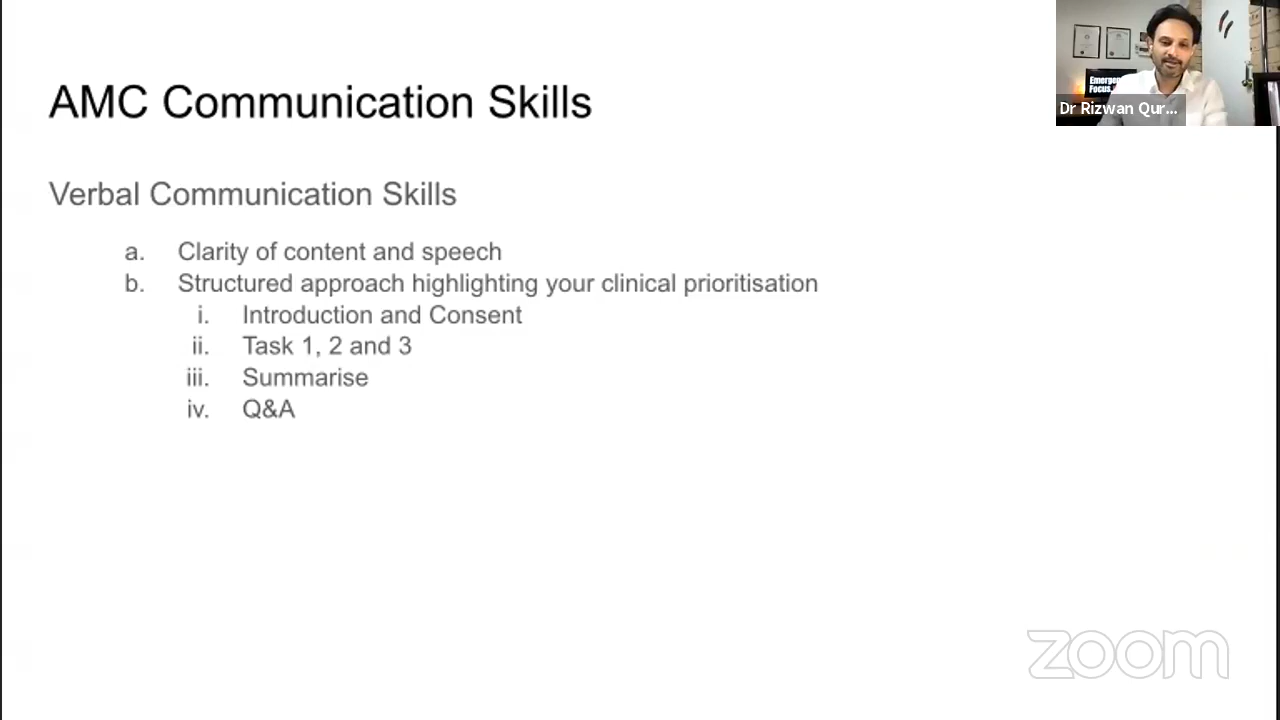 AMC Communication Skills
Verbal Communication Skills
a. Clarity of content and speech
b. Structured approach highlighting your clinical prioritisation
i. Introduction and Consent
ii. Task 1, 2 and 3
iii. Summarise
iv. Q&A
Focus.
Dr Rizwan Qur...
zoom